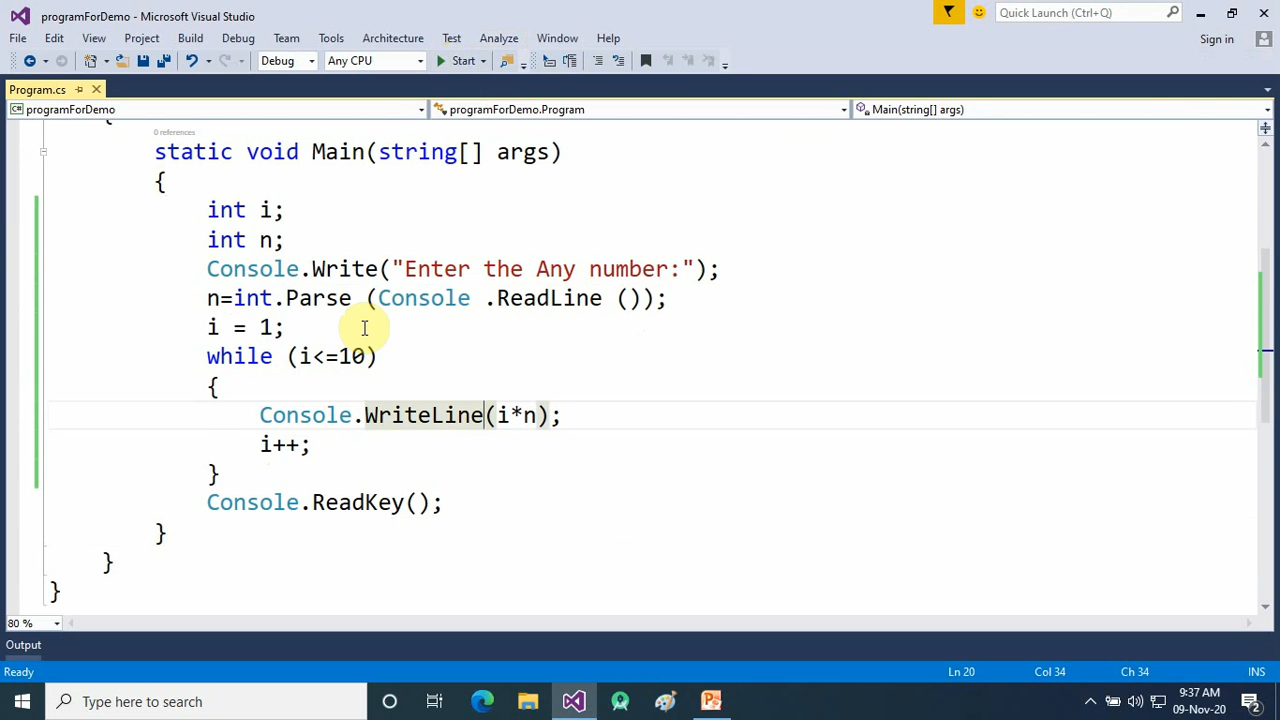 programForDemo - Microsoft Visual Studio
Quick Launch (Ctrl+Q)
File Edit View Project Build Debug Team Tools Architecture Test Analyze Window Help
Sign in
Debug Any CPU Start
Program.cs
programForDemo programForDemo.Program Main(string[] args)
{
0 references
static void Main(string[] args)
{
int i;
int n;
Console.Write("Enter the Any number:");
n=int.Parse (Console .ReadLine ());
i = 1;
while (i<=10)
{
Console.WriteLine(i*n);
i++;
}
Console.ReadKey();
}
}
}
80 %
Output
Ready Ln 20 Col 34 Ch 34 INS
Type here to search
9:37 AM
09-Nov-20
2